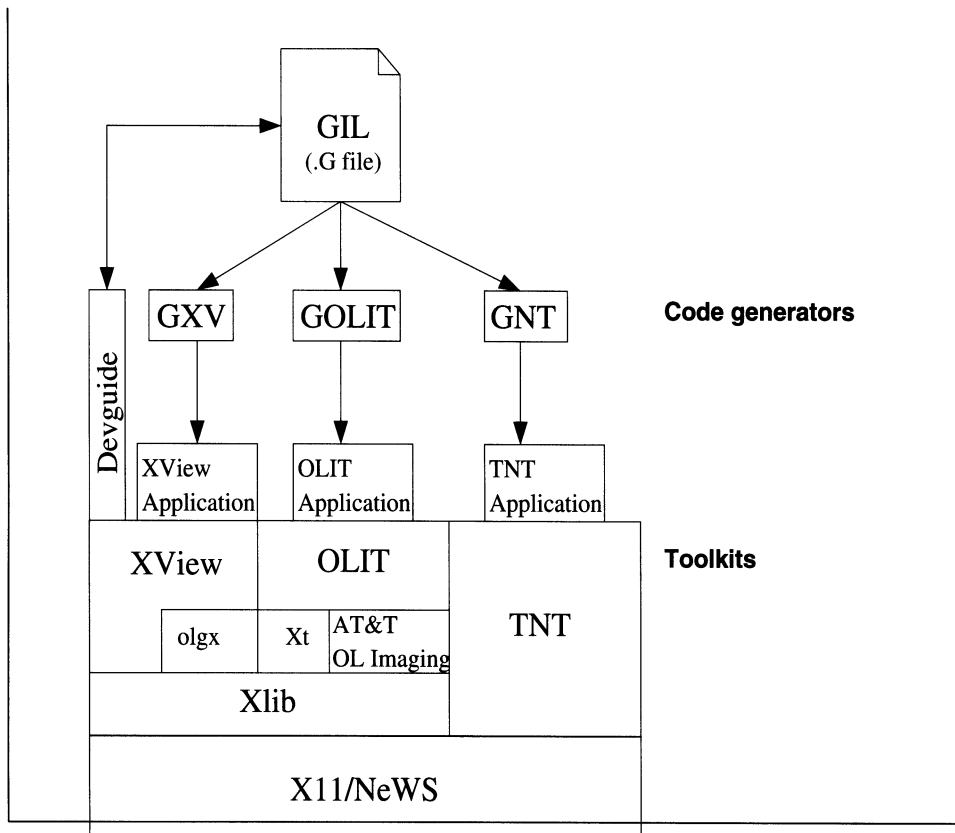 GIL
(.G file)
GXV
GOLIT
GNT
Code generators
Devguide
XView
Application
OLIT
Application
TNT
Application
XView
OLIT
Toolkits
TNT
olgx
Xt
AT&T
OL Imaging
Xlib
X11/NeWS